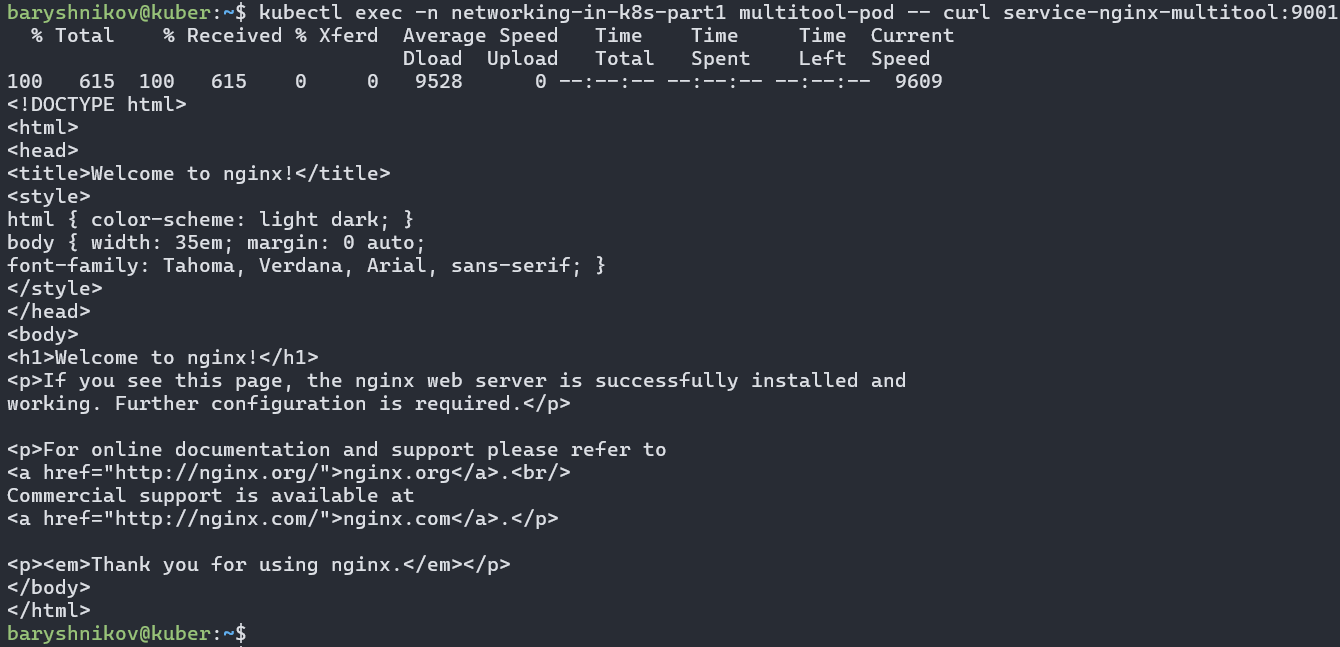 baryshnikov@kuber:~$ kubectl exec -n networking-in-k8s-part1 multitool-pod -- curl service-nginx-multitool:9001
  % Total    % Received % Xferd  Average Speed   Time    Time     Time  Current
                                 Dload  Upload   Total   Spent    Left  Speed
100   615  100   615    0     0   9528      0 --:--:-- --:--:-- --:--:--  9609
<!DOCTYPE html>
<html>
<head>
<title>Welcome to nginx!</title>
<style>
html { color-scheme: light dark; }
body { width: 35em; margin: 0 auto;
font-family: Tahoma, Verdana, Arial, sans-serif; }
</style>
</head>
<body>
<h1>Welcome to nginx!</h1>
<p>If you see this page, the nginx web server is successfully installed and
working. Further configuration is required.</p>

<p>For online documentation and support please refer to
<a href="http://nginx.org/">nginx.org</a>.<br/>
Commercial support is available at
<a href="http://nginx.com/">nginx.com</a>.</p>

<p><em>Thank you for using nginx.</em></p>
</body>
</html>
baryshnikov@kuber:~$